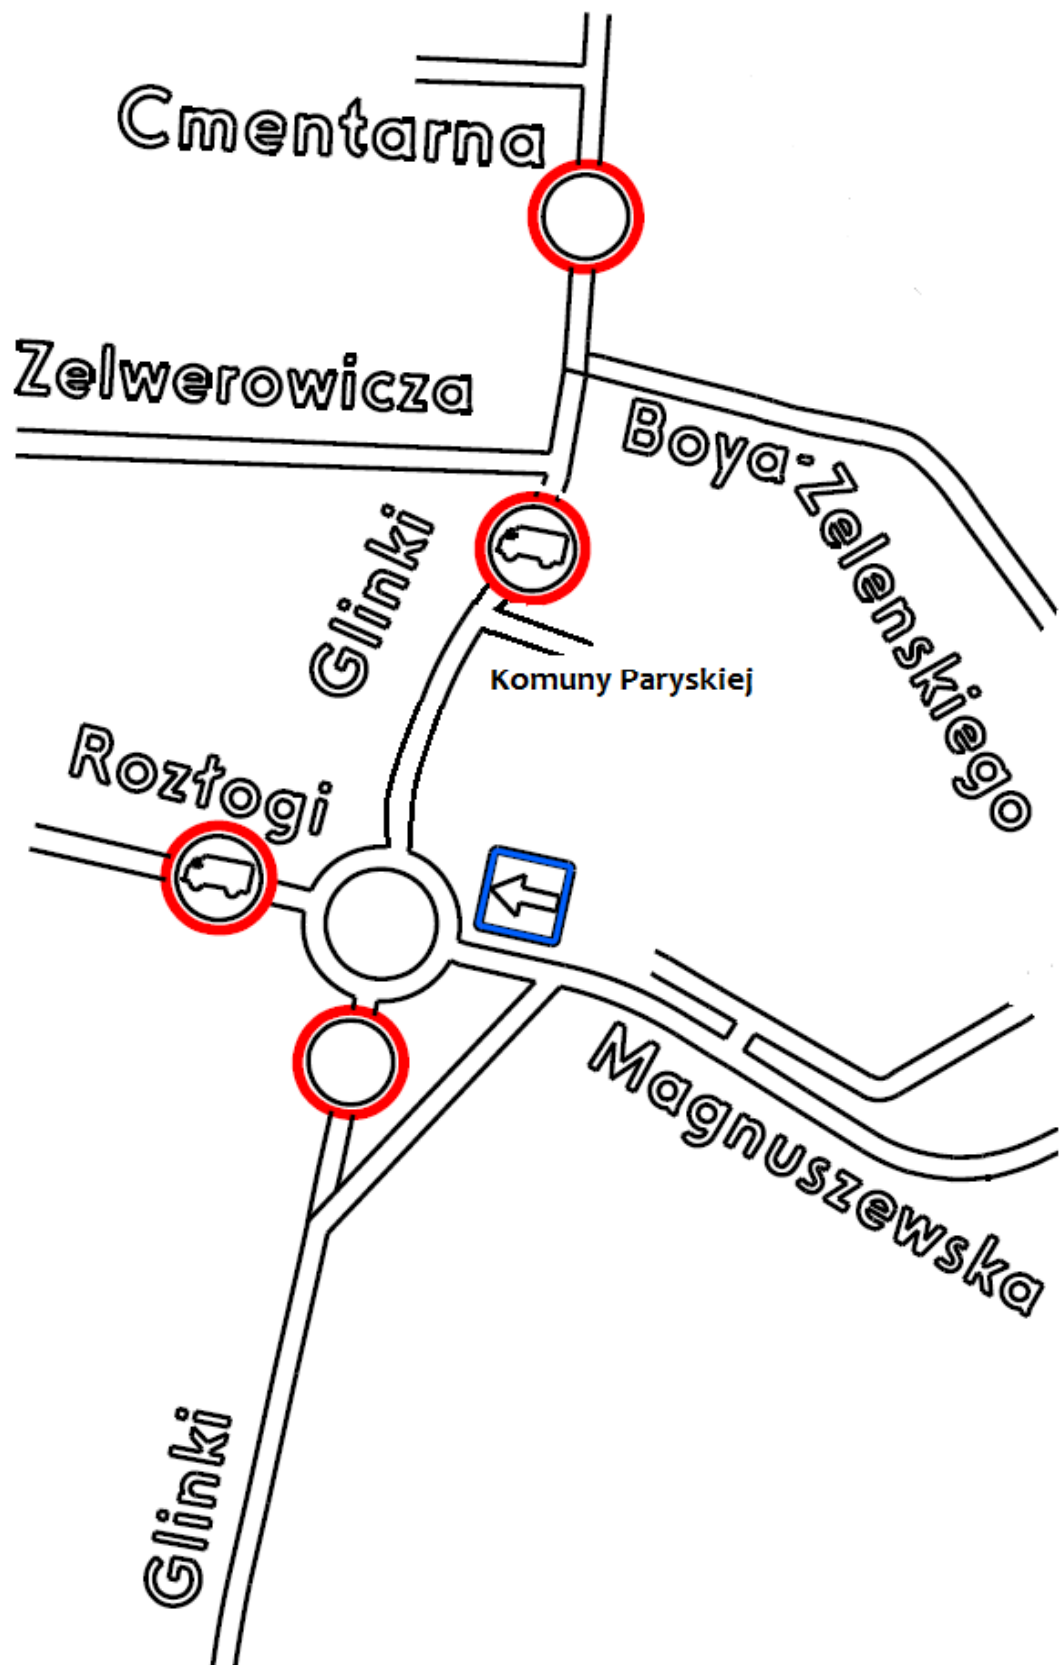 Cmentarna
Zelwerowicza
Boya-Zelenskiego
Glinki
Komuny Paryskiej
Rozłogi
Magnuszewska
Glinki